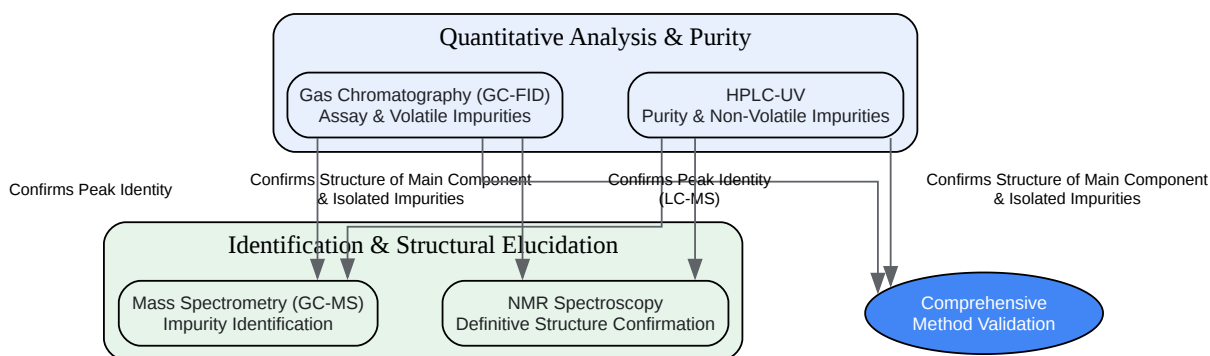 Quantitative Analysis & Purity
Gas Chromatography (GC-FID)
Assay & Volatile Impurities
HPLC-UV
Purity & Non-Volatile Impurities
Confirms Peak Identity
Confirms Structure of Main Component
& Isolated Impurities
Confirms Peak Identity
(LC-MS)
Confirms Structure of Main Component
& Isolated Impurities
Identification & Structural Elucidation
Mass Spectrometry (GC-MS)
Impurity Identification
NMR Spectroscopy
Definitive Structure Confirmation
Comprehensive
Method Validation